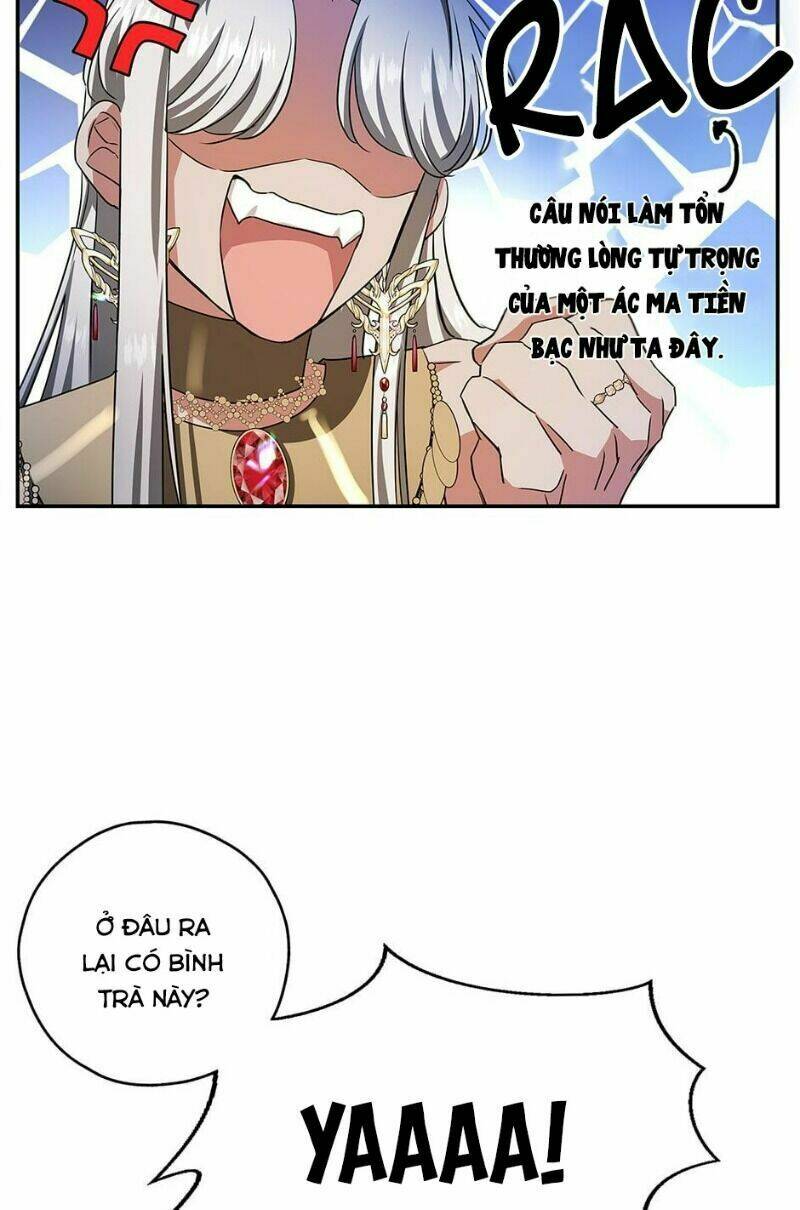 RẮC
CÂU NÓI LÀM TỔN
THƯƠNG LÒNG TỰ TRỌNG
CỦA MỘT ÁC MA TIỀN
BẠC NHƯ TA ĐÂY.
Ở ĐÂU RA
LẠI CÓ BÌNH
TRÀ NÀY?
YAAAA!